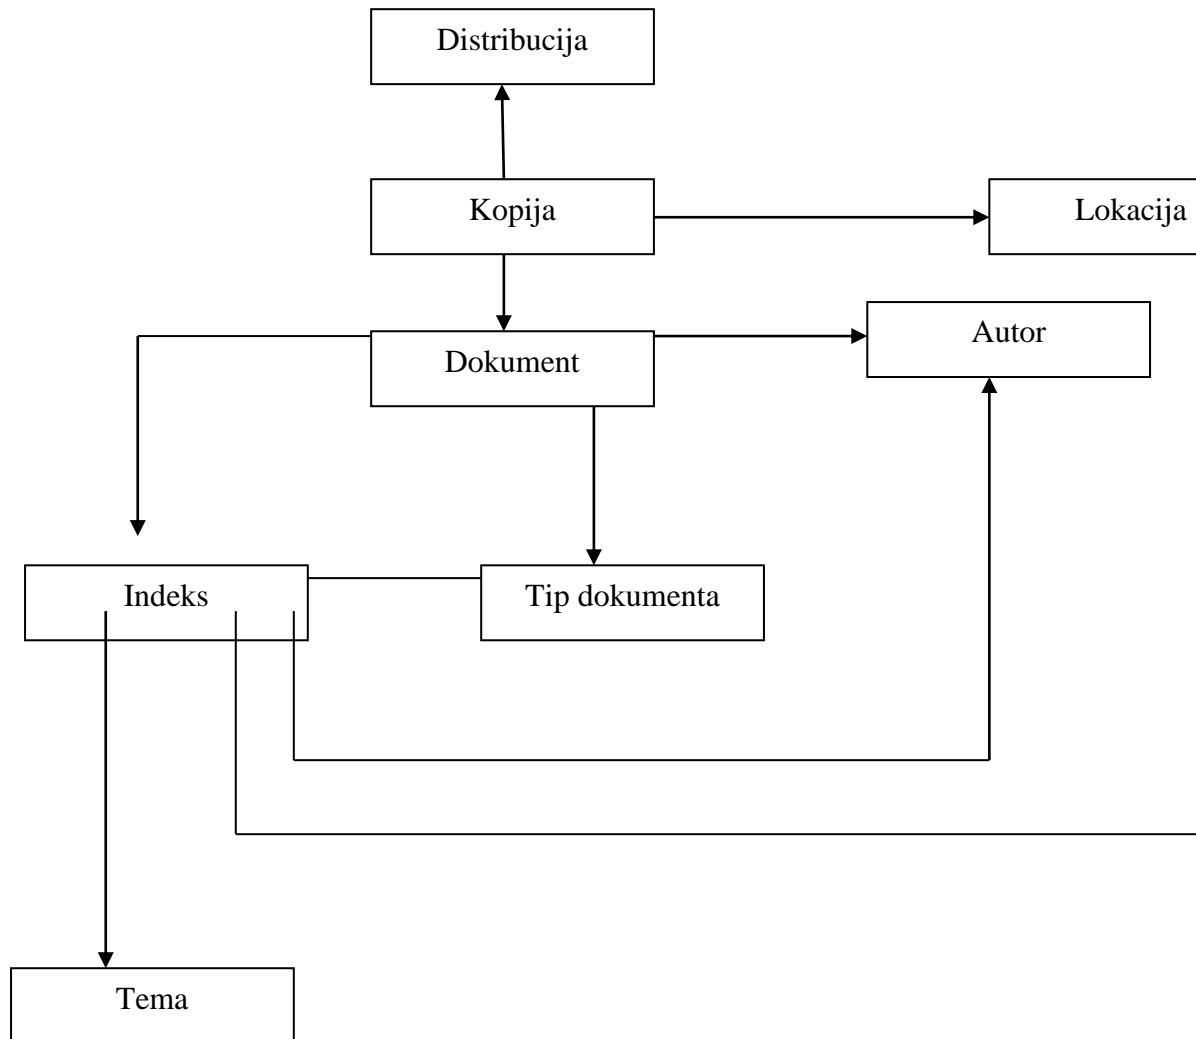 Distribucija
Kopija
Lokacija
Autor
Dokument
Indeks
Tip dokumenta
Tema